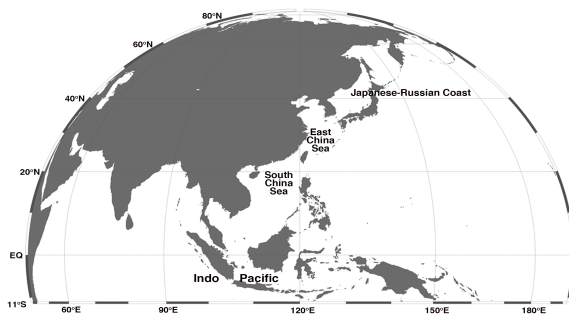 80°N
60°N
40°N
Japanese-Russian Coast
East
China
Sea
20°N
South
China
Sea
EQ
Indo Pacific
11°S
60°E 90°E 120°E 150°E 180°E